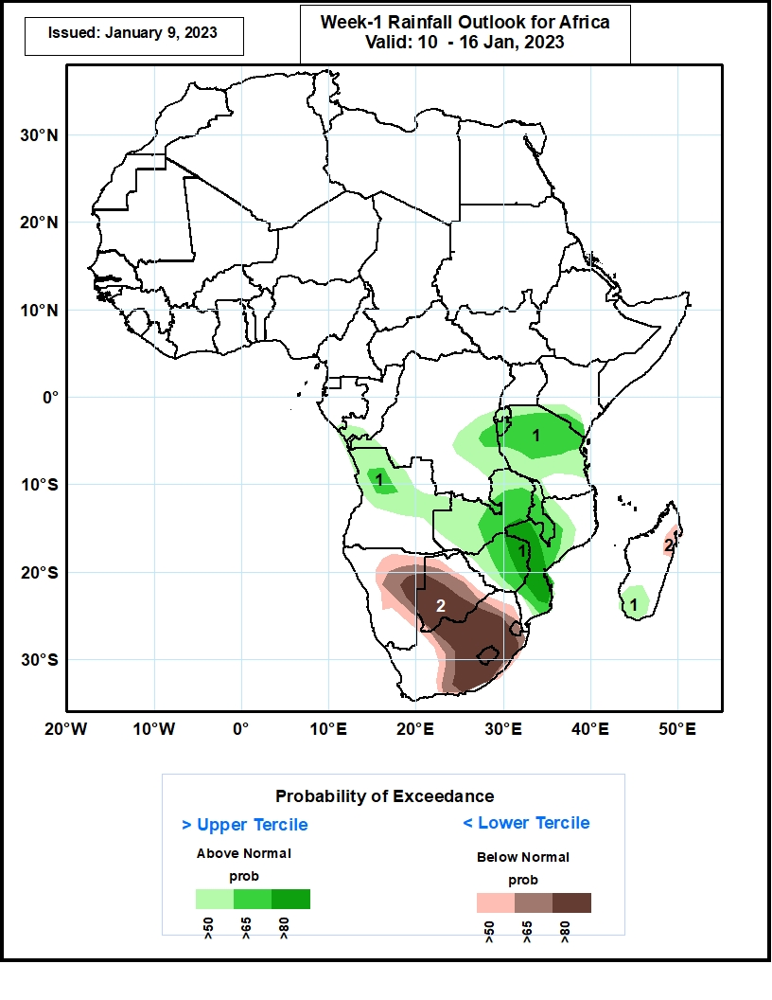 Issued: January 9, 2023
Week-1 Rainfall Outlook for Africa
Valid: 10 - 16 Jan, 2023
30°N
20°N
10°N
0°
10°S
20°S
30°S
1
1
1
2
2
1
20°W 10°W 0° 10°E 20°E 30°E 40°E 50°E
Probability of Exceedance
> Upper Tercile < Lower Tercile
Above Normal Below Normal
prob prob
>50 >65 >80 >50 >65 >80